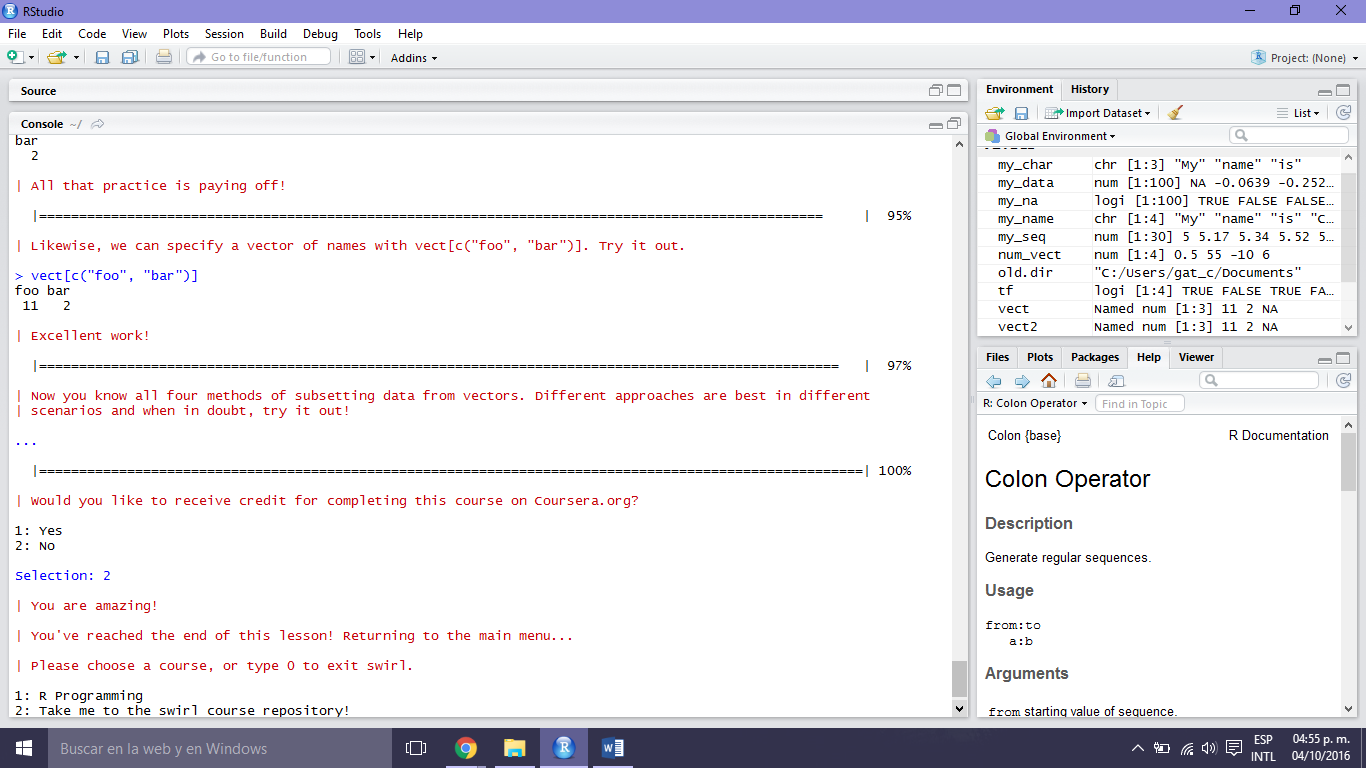 RStudio
File Edit Code View Plots Session Build Debug Tools Help
Go to file/function Addins Project: (None)
Source
Console ~/
bar
2
| All that practice is paying off!
|==================================================================================================     |  95%
| Likewise, we can specify a vector of names with vect[c("foo", "bar")]. Try it out.
> vect[c("foo", "bar")]
foo bar
11   2
| Excellent work!
|====================================================================================================   |  97%
| Now you know all four methods of subsetting data from vectors. Different approaches are best in different
| scenarios and when in doubt, try it out!
...
|=======================================================================================================| 100%
| Would you like to receive credit for completing this course on Coursera.org?
1: Yes
2: No
Selection: 2
| You are amazing!
| You've reached the end of this lesson! Returning to the main menu...
| Please choose a course, or type 0 to exit swirl.
1: R Programming
2: Take me to the swirl course repository!
Environment History
Import Dataset List
Global Environment
my_char chr [1:3] "My" "name" "is"
my_data num [1:100] NA -0.0639 -0.252…
my_na logi [1:100] TRUE FALSE FALSE…
my_name chr [1:4] "My" "name" "is" "C…
my_seq num [1:30] 5 5.17 5.34 5.52 5…
num_vect num [1:4] 0.5 55 -10 6
old.dir "C:/Users/gat_c/Documents"
tf logi [1:4] TRUE FALSE TRUE FA…
vect Named num [1:3] 11 2 NA
vect2 Named num [1:3] 11 2 NA
Files Plots Packages Help Viewer
R: Colon Operator Find in Topic
Colon {base} R Documentation
Colon Operator
Description
Generate regular sequences.
Usage
from:to
a:b
Arguments
from starting value of sequence.
Buscar en la web y en Windows
ESP
INTL
04:55 p. m.
04/10/2016